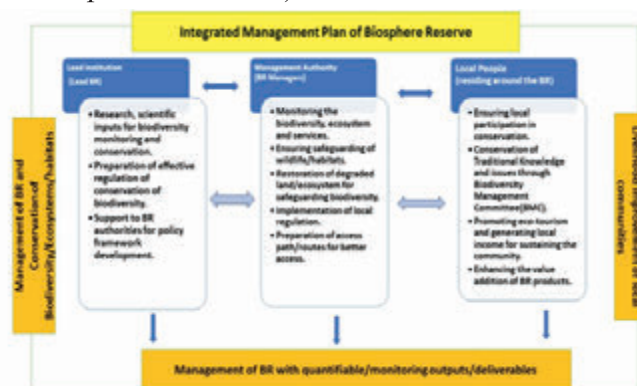 Integrated Management Plan of Biosphere Reserve
Lead Institution
(Lead BR)
Management Authority
(BR Managers)
Local People
(residing around the BR)
• Research, scientific
inputs for biodiversity
monitoring and
conservation.
• Preparation of effective
regulation of
conservation of
biodiversity.
• Support to BR
authorities for policy
framework
development.
• Monitoring the
biodiversity, ecosystem
and services.
• Ensuring safeguarding of
wildlife/habitats.
• Restoration of degraded
land/ecosystem for
safeguarding biodiversity.
• Implementation of local
regulation.
• Preparation of access
path/routes for better
access.
• Ensuring local
participation in
conservation.
• Conservation of
Traditional Knowledge
and issues through
Biodiversity
Management
Committee(BMC).
• Promoting eco-tourism
and generating local
income for sustaining the
community.
• Enhancing the value
addition of BR products.
Management of BR and
Conservation of
Biodiversity/Ecosystems/habitats
communities
Management of BR with quantifiable/monitoring outputs/deliverables